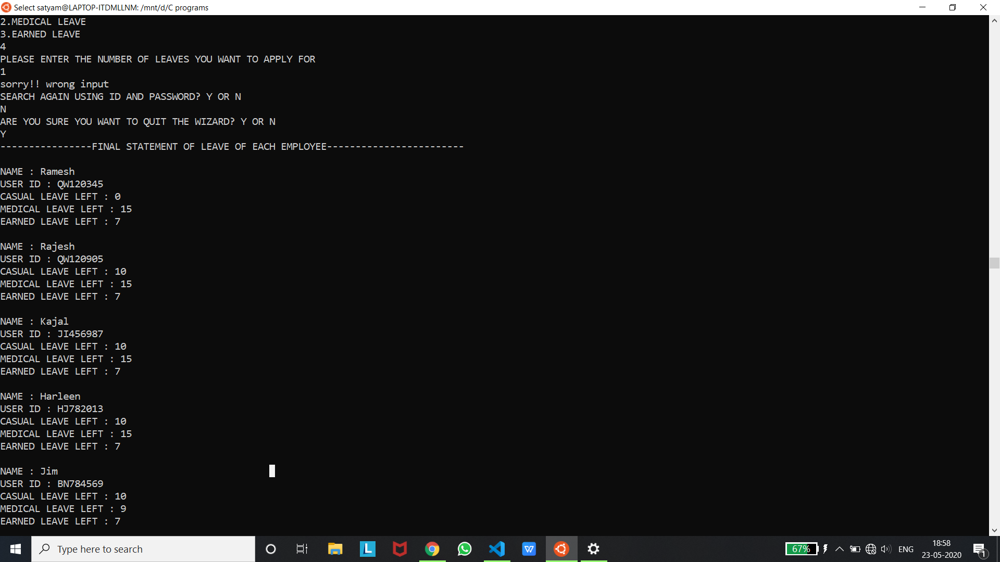 Select satyam@LAPTOP-ITDMLLNM: /mnt/d/C programs
2.MEDICAL LEAVE
3.EARNED LEAVE
4
PLEASE ENTER THE NUMBER OF LEAVES YOU WANT TO APPLY FOR
1
sorry!! wrong input
SEARCH AGAIN USING ID AND PASSWORD? Y OR N
N
ARE YOU SURE YOU WANT TO QUIT THE WIZARD? Y OR N
Y
----------------FINAL STATEMENT OF LEAVE OF EACH EMPLOYEE------------------------
NAME : Ramesh
USER ID : QW120345
CASUAL LEAVE LEFT : 0
MEDICAL LEAVE LEFT : 15
EARNED LEAVE LEFT : 7
NAME : Rajesh
USER ID : QW120905
CASUAL LEAVE LEFT : 10
MEDICAL LEAVE LEFT : 15
EARNED LEAVE LEFT : 7
NAME : Kajal
USER ID : JI456987
CASUAL LEAVE LEFT : 10
MEDICAL LEAVE LEFT : 15
EARNED LEAVE LEFT : 7
NAME : Harleen
USER ID : HJ782013
CASUAL LEAVE LEFT : 10
MEDICAL LEAVE LEFT : 15
EARNED LEAVE LEFT : 7
NAME : Jim
USER ID : BN784569
CASUAL LEAVE LEFT : 10
MEDICAL LEAVE LEFT : 9
EARNED LEAVE LEFT : 7
Type here to search
L
W
67%
ENG
18:58
23-05-2020
1